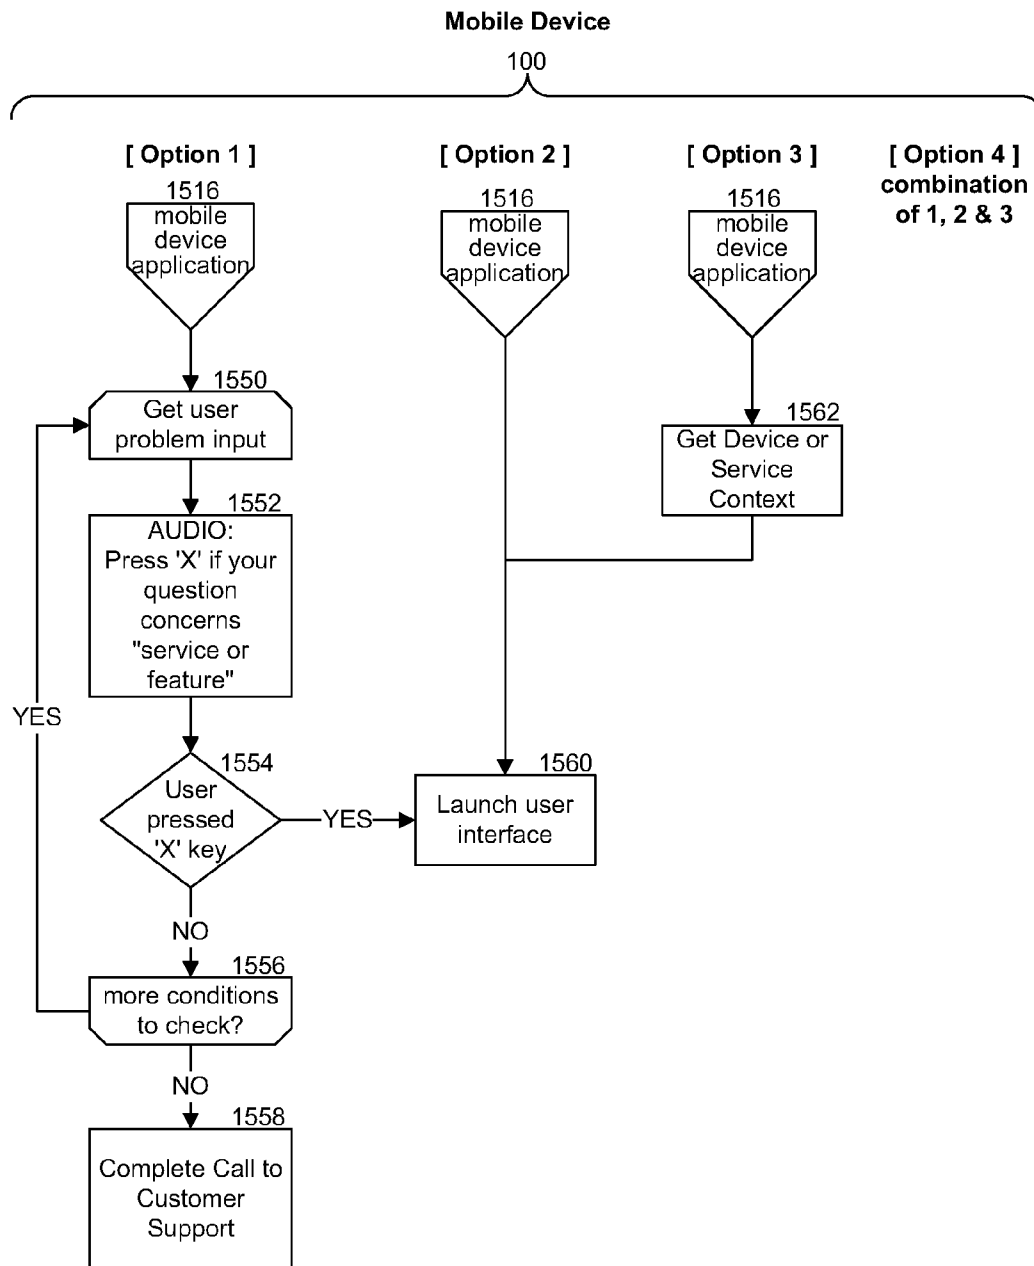 Mobile Device
100
[ Option 1 ]
1516
mobile
device
application
1550
Get user
problem input
1552
AUDIO:
Press 'X' if your
question
concerns
"service or
feature"
YES
1554
User
pressed
'X' key
YES
NO
1556
more conditions
to check?
NO
1558
Complete Call to
Customer
Support
[ Option 2 ]
1516
mobile
device
application
1560
Launch user
interface
[ Option 3 ]
1516
mobile
device
application
1562
Get Device or
Service
Context
[ Option 4 ]
combination
of 1, 2 & 3